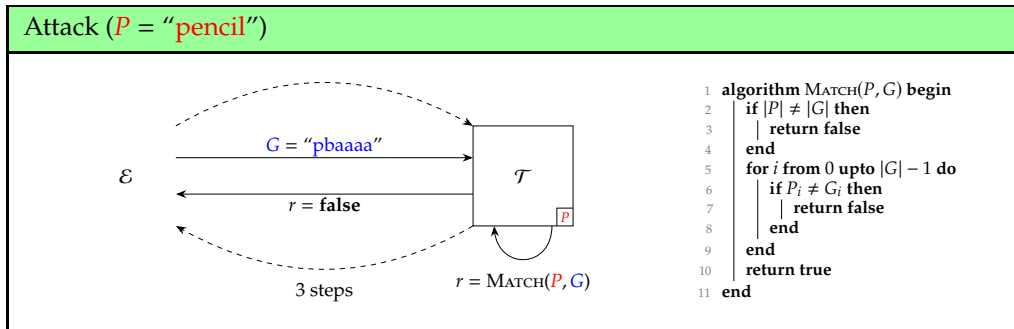 Attack (P = “pencil”)
G = “pbaaaa”
ℰ
𝒯
r = false
P
3 steps
r = Match(P, G)
1 algorithm Match(P, G) begin
2 if |P| ≠ |G| then
3 return false
4 end
5 for i from 0 upto |G| − 1 do
6 if Pᵢ ≠ Gᵢ then
7 return false
8 end
9 end
10 return true
11 end